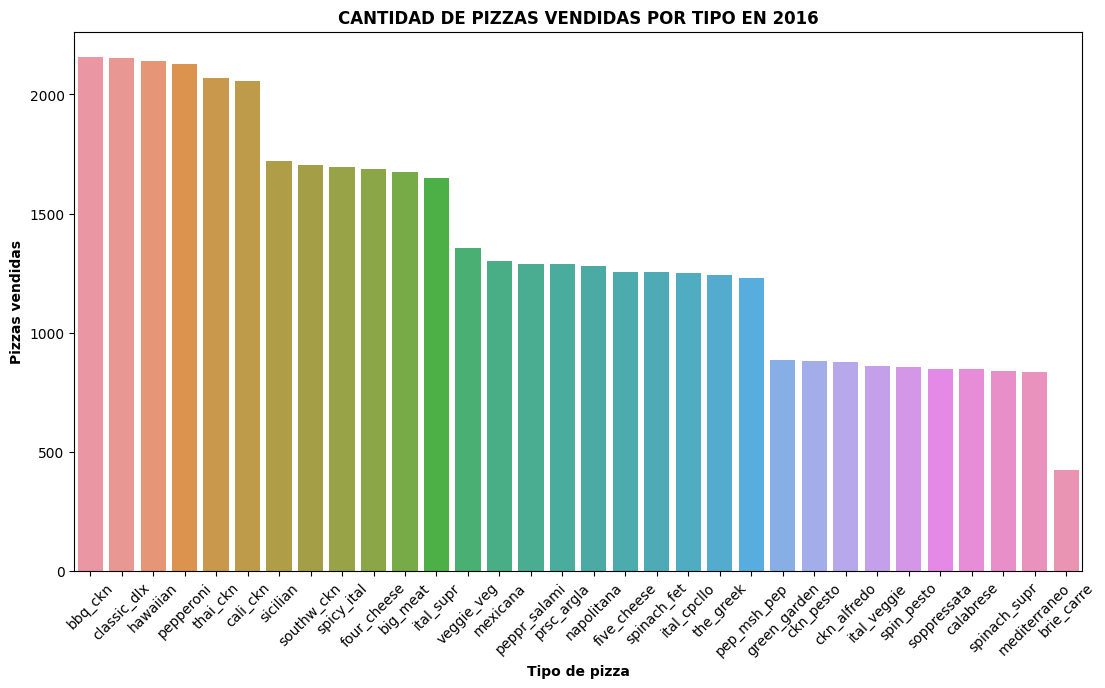 CANTIDAD DE PIZZAS VENDIDAS POR TIPO EN 2016
Pizzas vendidas
2000
1500
1000
500
0
bbq_ckn
classic_dlx
hawaiian
pepperoni
thai_ckn
cali_ckn
sicilian
southw_ckn
spicy_ital
four_cheese
big_meat
ital_supr
veggie_veg
mexicana
peppr_salami
prsc_argla
napolitana
five_cheese
spinach_fet
ital_cpcllo
the_greek
pep_msh_pep
green_garden
ckn_pesto
ckn_alfredo
ital_veggie
spin_pesto
soppressata
calabrese
spinach_supr
mediterraneo
brie_carre
Tipo de pizza